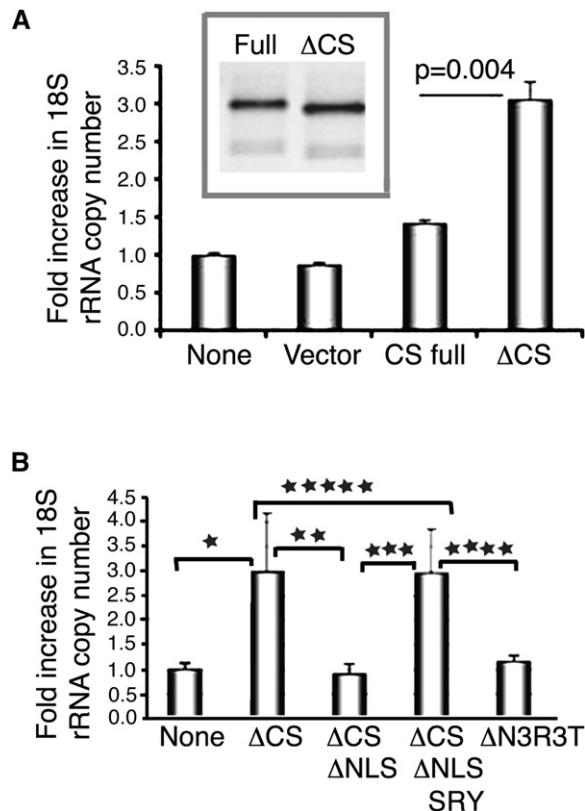 A
Fold increase in 18S
rRNA copy number
3.5
3.0
2.5
2.0
1.5
1.0
0.5
0.0
Full ΔCS
p=0.004
None Vector CS full ΔCS
B
Fold increase in 18S
rRNA copy number
4.5
4.0
3.5
3.0
2.5
2.0
1.5
1.0
0.5
0.0
None ΔCS ΔCS ΔCS ΔN3R3T
ΔNLS ΔNLS
SRY